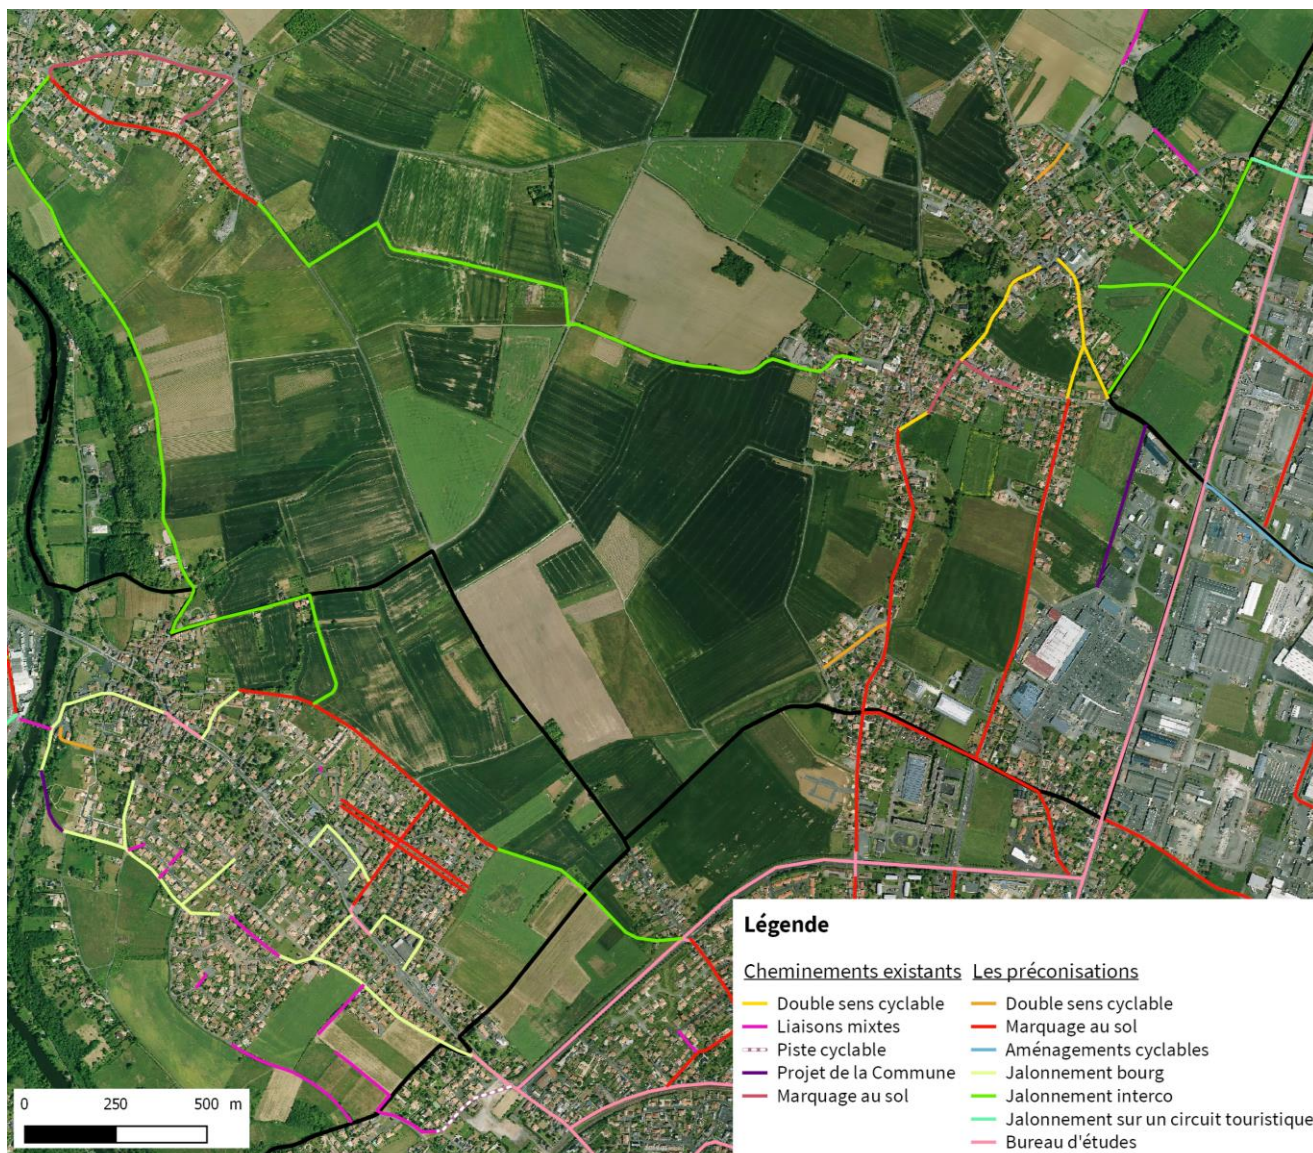 Légende
Cheminements existants
Double sens cyclable
Liaisons mixtes
Piste cyclable
Projet de la Commune
Marquage au sol
Les préconisations
Double sens cyclable
Marquage au sol
Aménagements cyclables
Jalonnement bourg
Jalonnement interco
Jalonnement sur un circuit touristique
Bureau d'études
0 250 500 m